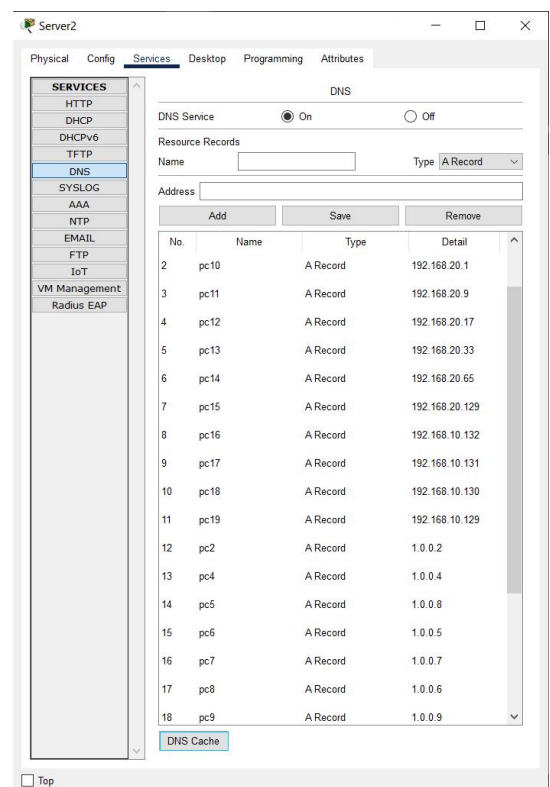 Server2
Physical Config Services Desktop Programming Attributes
SERVICES
HTTP
DHCP
DHCPv6
TFTP
DNS
SYSLOG
AAA
NTP
EMAIL
FTP
IoT
VM Management
Radius EAP
DNS
DNS Service On Off
Resource Records
Name Type A Record
Address
Add Save Remove
No. Name Type Detail
2 pc10 A Record 192.168.20.1
3 pc11 A Record 192.168.20.9
4 pc12 A Record 192.168.20.17
5 pc13 A Record 192.168.20.33
6 pc14 A Record 192.168.20.65
7 pc15 A Record 192.168.20.129
8 pc16 A Record 192.168.10.132
9 pc17 A Record 192.168.10.131
10 pc18 A Record 192.168.10.130
11 pc19 A Record 192.168.10.129
12 pc2 A Record 1.0.0.2
13 pc4 A Record 1.0.0.4
14 pc5 A Record 1.0.0.8
15 pc6 A Record 1.0.0.5
16 pc7 A Record 1.0.0.7
17 pc8 A Record 1.0.0.6
18 pc9 A Record 1.0.0.9
DNS Cache
Top